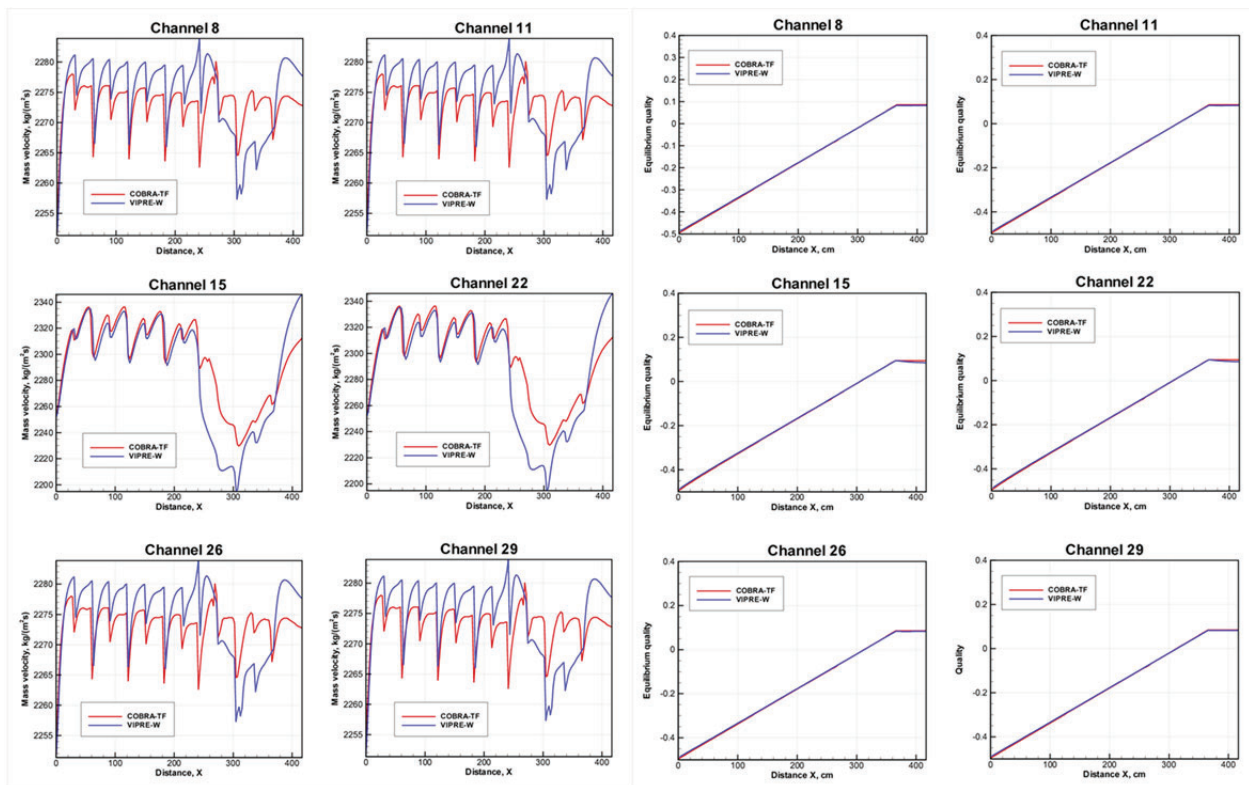 Channel 8
Mass velocity, kg/(m²s)
2280
2275
2270
2265
2260
2255
COBRA-TF
VIPRE-W
0
100
200
300
400
Distance, X
Channel 11
Mass velocity, kg/(m²s)
2280
2275
2270
2265
2260
2255
COBRA-TF
VIPRE-W
0
100
200
300
400
Distance, X
Channel 8
Equilibrium quality
0.4
0.3
0.2
0.1
0
-0.1
-0.2
-0.3
-0.4
-0.5
COBRA-TF
VIPRE-W
0
100
200
300
400
Distance X, cm
Channel 11
Equilibrium quality
0.4
0.2
0
-0.2
-0.4
COBRA-TF
VIPRE-W
0
100
200
300
400
Distance X, cm
Channel 15
Mass velocity, kg/(m²s)
2340
2320
2300
2280
2260
2240
2220
2200
COBRA-TF
VIPRE-W
0
100
200
300
400
Distance, X
Channel 22
Mass velocity, kg/(m²s)
2340
2320
2300
2280
2260
2240
2220
2200
COBRA-TF
VIPRE-W
0
100
200
300
400
Distance, X
Channel 15
Equilibrium quality
0.4
0.2
0
-0.2
-0.4
COBRA-TF
VIPRE-W
0
100
200
300
400
Distance X, cm
Channel 22
Equilibrium quality
0.4
0.2
0
-0.2
-0.4
COBRA-TF
VIPRE-W
0
100
200
300
400
Distance X, cm
Channel 26
Mass velocity, kg/(m²s)
2280
2275
2270
2265
2260
2255
COBRA-TF
VIPRE-W
0
100
200
300
400
Distance, X
Channel 29
Mass velocity, kg/(m²s)
2280
2275
2270
2265
2260
2255
COBRA-TF
VIPRE-W
0
100
200
300
400
Distance, X
Channel 26
Equilibrium quality
0.4
0.2
0
-0.2
-0.4
COBRA-TF
VIPRE-W
0
100
200
300
400
Distance X, cm
Channel 29
Quality
0.4
0.2
0
-0.2
-0.4
COBRA-TF
VIPRE-W
0
100
200
300
400
Distance X, cm